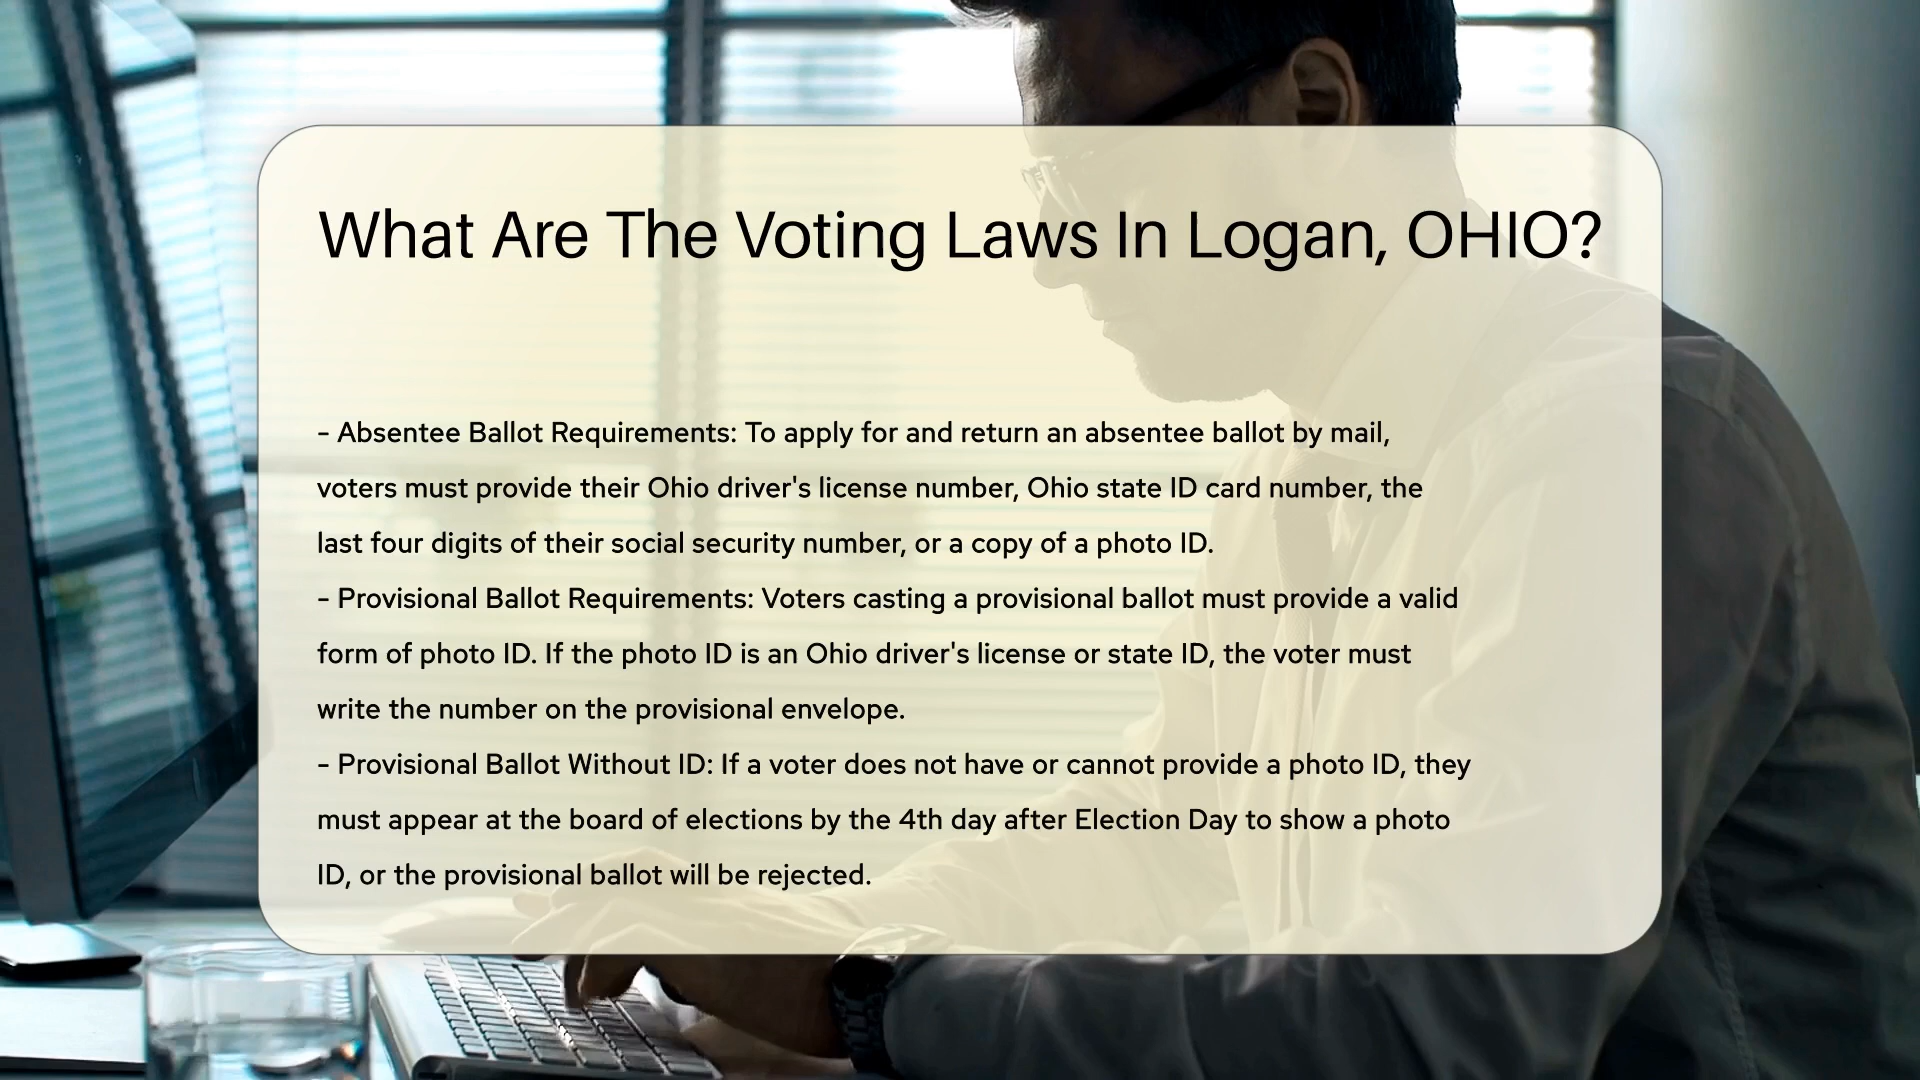 What Are The Voting Laws In Logan, OHIO?
– Absentee Ballot Requirements: To apply for and return an absentee ballot by mail,
voters must provide their Ohio driver's license number, Ohio state ID card number, the
last four digits of their social security number, or a copy of a photo ID.
– Provisional Ballot Requirements: Voters casting a provisional ballot must provide a valid
form of photo ID. If the photo ID is an Ohio driver's license or state ID, the voter must
write the number on the provisional envelope.
– Provisional Ballot Without ID: If a voter does not have or cannot provide a photo ID, they
must appear at the board of elections by the 4th day after Election Day to show a photo
ID, or the provisional ballot will be rejected.